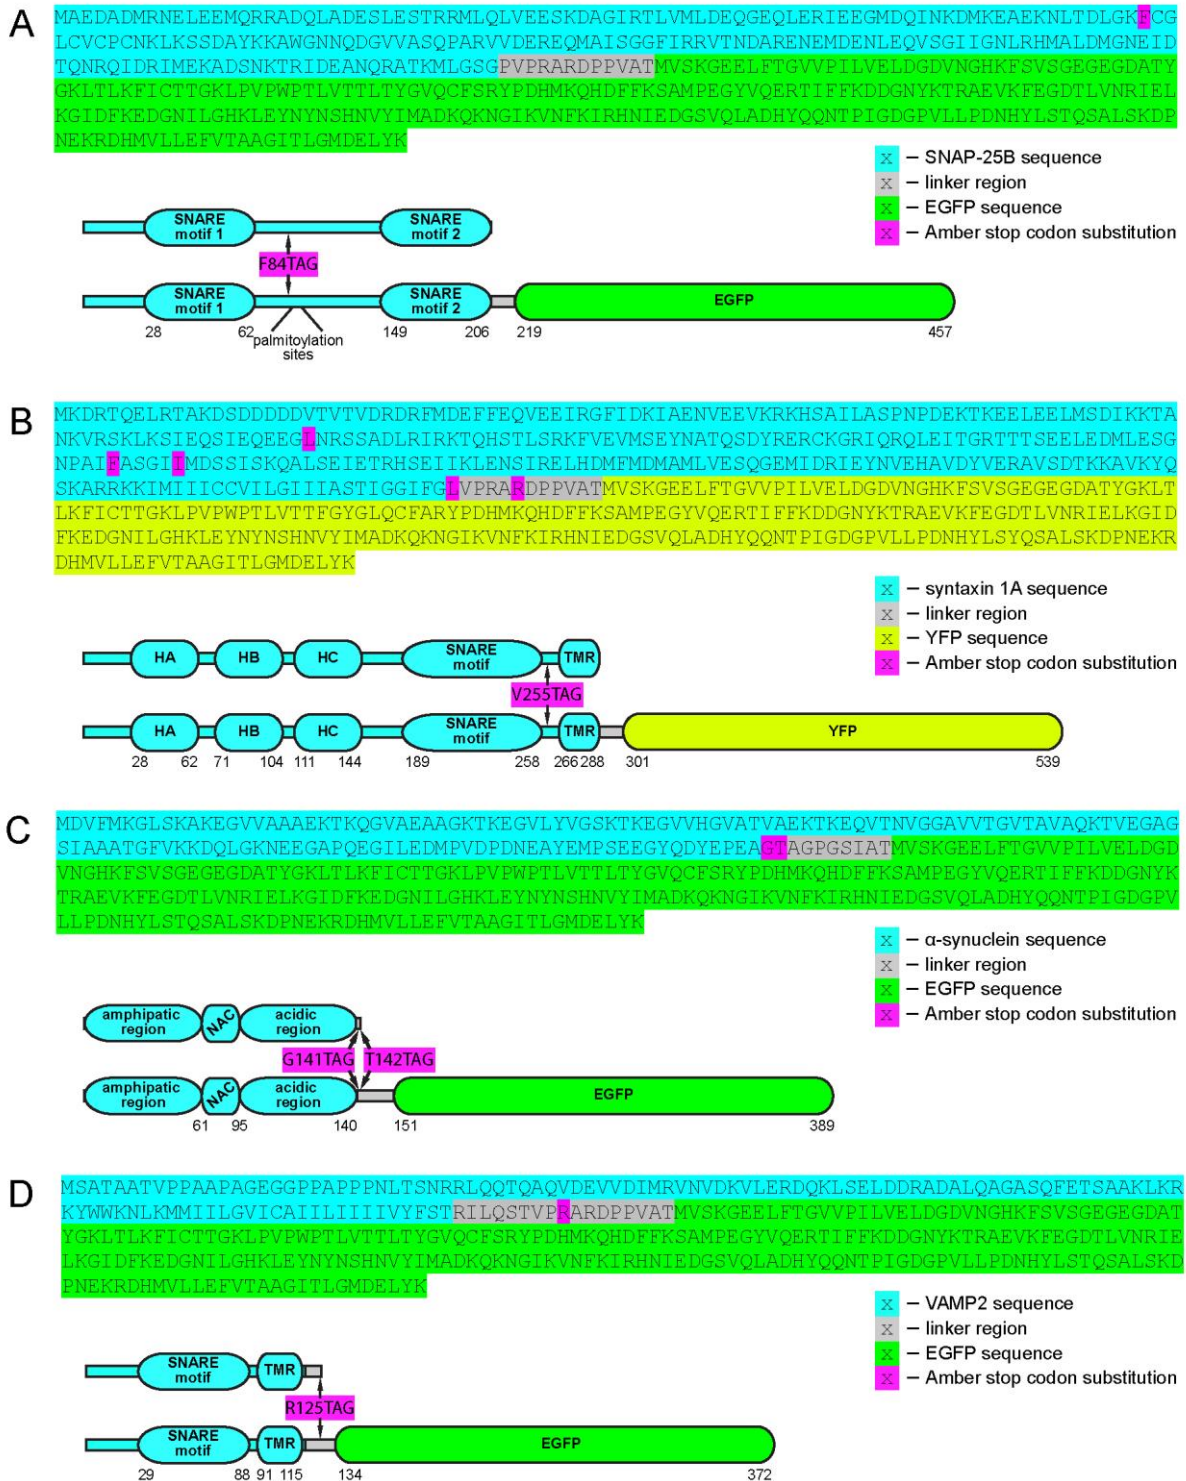 A
MAEDADMRNELEEMQRRADQLADESLESTRRMLQLVEESKDAGIRTLVMLDEQGEQLERIEEGMDQINKDMKEAEKNLTDLGKFCG
LCVCPCNKLKSSDAYKKAWGNNQDGVVASQPARVVDEREQMAISGGFIRRVTNDARENEMDENLEQVSGIIGNLRHMALDMGNEID
TQNRQIDRIMEKADSNKTRIDEANQRATKMLGSGPVPRARDPPVATMVSKGEELFTGVVPILVELDGDVNGHKFSVSGEGEGDATY
GKLTLKFICTTGKLPVPWPTLVTTLTYGVQCFSRYPDHMKQHDFFKSAMPEGYVQERTIFFKDDGNYKTRAEVKFEGDTLVNRIEL
KGIDFKEDGNILGHKLEYNYNSHNVYIMADKQKNGIKVNFKIRHNIEDGSVQLADHYQQNTPIGDGPVLLPDNHYLSTQSALSKDP
NEKRDHMVLLEFVTAAGITLGMDELYK
X – SNAP-25B sequence
X – linker region
X – EGFP sequence
X – Amber stop codon substitution
SNARE motif 1
SNARE motif 2
F84TAG
SNARE motif 1
SNARE motif 2
EGFP
28 62 149 206 219 457
palmitoylation
sites
B
MKDRTQELRTAKDSDDDDDVTVTVDRDRFMDEFFEQVEEIRGFIDKIAENVEEVKRKHSAILASPNPDEKTKEELEELMSDIKKTA
NKVRSKLKSIEQSIEQEEGLNRSSADLRIRKTQHSTLSRKFVEVMSEYNATQSDYRERCKGRIQRQLEITGRTTTSEELEDMLESG
NPAIFASGIIMDSSISKQALSEIETRHSEIIKLENSIRELHDMFMDMAMLVESQGEMIDRIEYNVEHAVDYVERAVSDTKKAVKYQ
SKARRKKIMIIICCVILGIIIASTIGGIFGLVPRARDPPVATMVSKGEELFTGVVPILVELDGDVNGHKFSVSGEGEGDATYGKLT
LKFICTTGKLPVPWPTLVTTFGYGLQCFARYPDHMKQHDFFKSAMPEGYVQERTIFFKDDGNYKTRAEVKFEGDTLVNRIELKGID
FKEDGNILGHKLEYNYNSHNVYIMADKQKNGIKVNFKIRHNIEDGSVQLADHYQQNTPIGDGPVLLPDNHYLSYQSALSKDPNEKR
DHMVLLEFVTAAGITLGMDELYK
X – syntaxin 1A sequence
X – linker region
X – YFP sequence
X – Amber stop codon substitution
HA HB HC SNARE motif TMR
V255TAG
HA HB HC SNARE motif TMR YFP
28 62 71 104 111 144 189 258 266 288 301 539
C
MDVFMKGLSKAKEGVVAAAEKTKQGVAEAAGKTKEGVLYVGSKTKEGVVHGVATVAEKTKEQVTNVGGAVVTGVTAVAQKTVEGAG
SIAAATGFVKKDQLGKNEEGAPQEGILEDMPVDPDNEAYEMPSEEGYQDYEPEAGTAGPGSIATMVSKGEELFTGVVPILVELDGD
VNGHKFSVSGEGEGDATYGKLTLKFICTTGKLPVPWPTLVTTLTYGVQCFSRYPDHMKQHDFFKSAMPEGYVQERTIFFKDDGNYK
TRAEVKFEGDTLVNRIELKGIDFKEDGNILGHKLEYNYNSHNVYIMADKQKNGIKVNFKIRHNIEDGSVQLADHYQQNTPIGDGPV
LLPDNHYLSTQSALSKDPNEKRDHMVLLEFVTAAGITLGMDELYK
X – α-synuclein sequence
X – linker region
X – EGFP sequence
X – Amber stop codon substitution
amphipatic region NAC acidic region
G141TAG T142TAG
amphipatic region NAC acidic region EGFP
61 95 140 151 389
D
MSATAATVPPAAPAGEGGPPAPPPNLTSNRRLQQTQAQVDEVVDIMRVNVDKVLERDQKLSELDDRADALQAGASQFETSAAKLKR
KYWWKNLKMMIILGVICAIILIIIIVYFSTRILQSTVPRARDPPVATMVSKGEELFTGVVPILVELDGDVNGHKFSVSGEGEGDAT
YGKLTLKFICTTGKLPVPWPTLVTTLTYGVQCFSRYPDHMKQHDFFKSAMPEGYVQERTIFFKDDGNYKTRAEVKFEGDTLVNRIE
LKGIDFKEDGNILGHKLEYNYNSHNVYIMADKQKNGIKVNFKIRHNIEDGSVQLADHYQQNTPIGDGPVLLPDNHYLSTQSALSKD
PNEKRDHMVLLEFVTAAGITLGMDELYK
X – VAMP2 sequence
X – linker region
X – EGFP sequence
X – Amber stop codon substitution
SNARE motif TMR
R125TAG
SNARE motif TMR EGFP
29 88 91 115 134 372